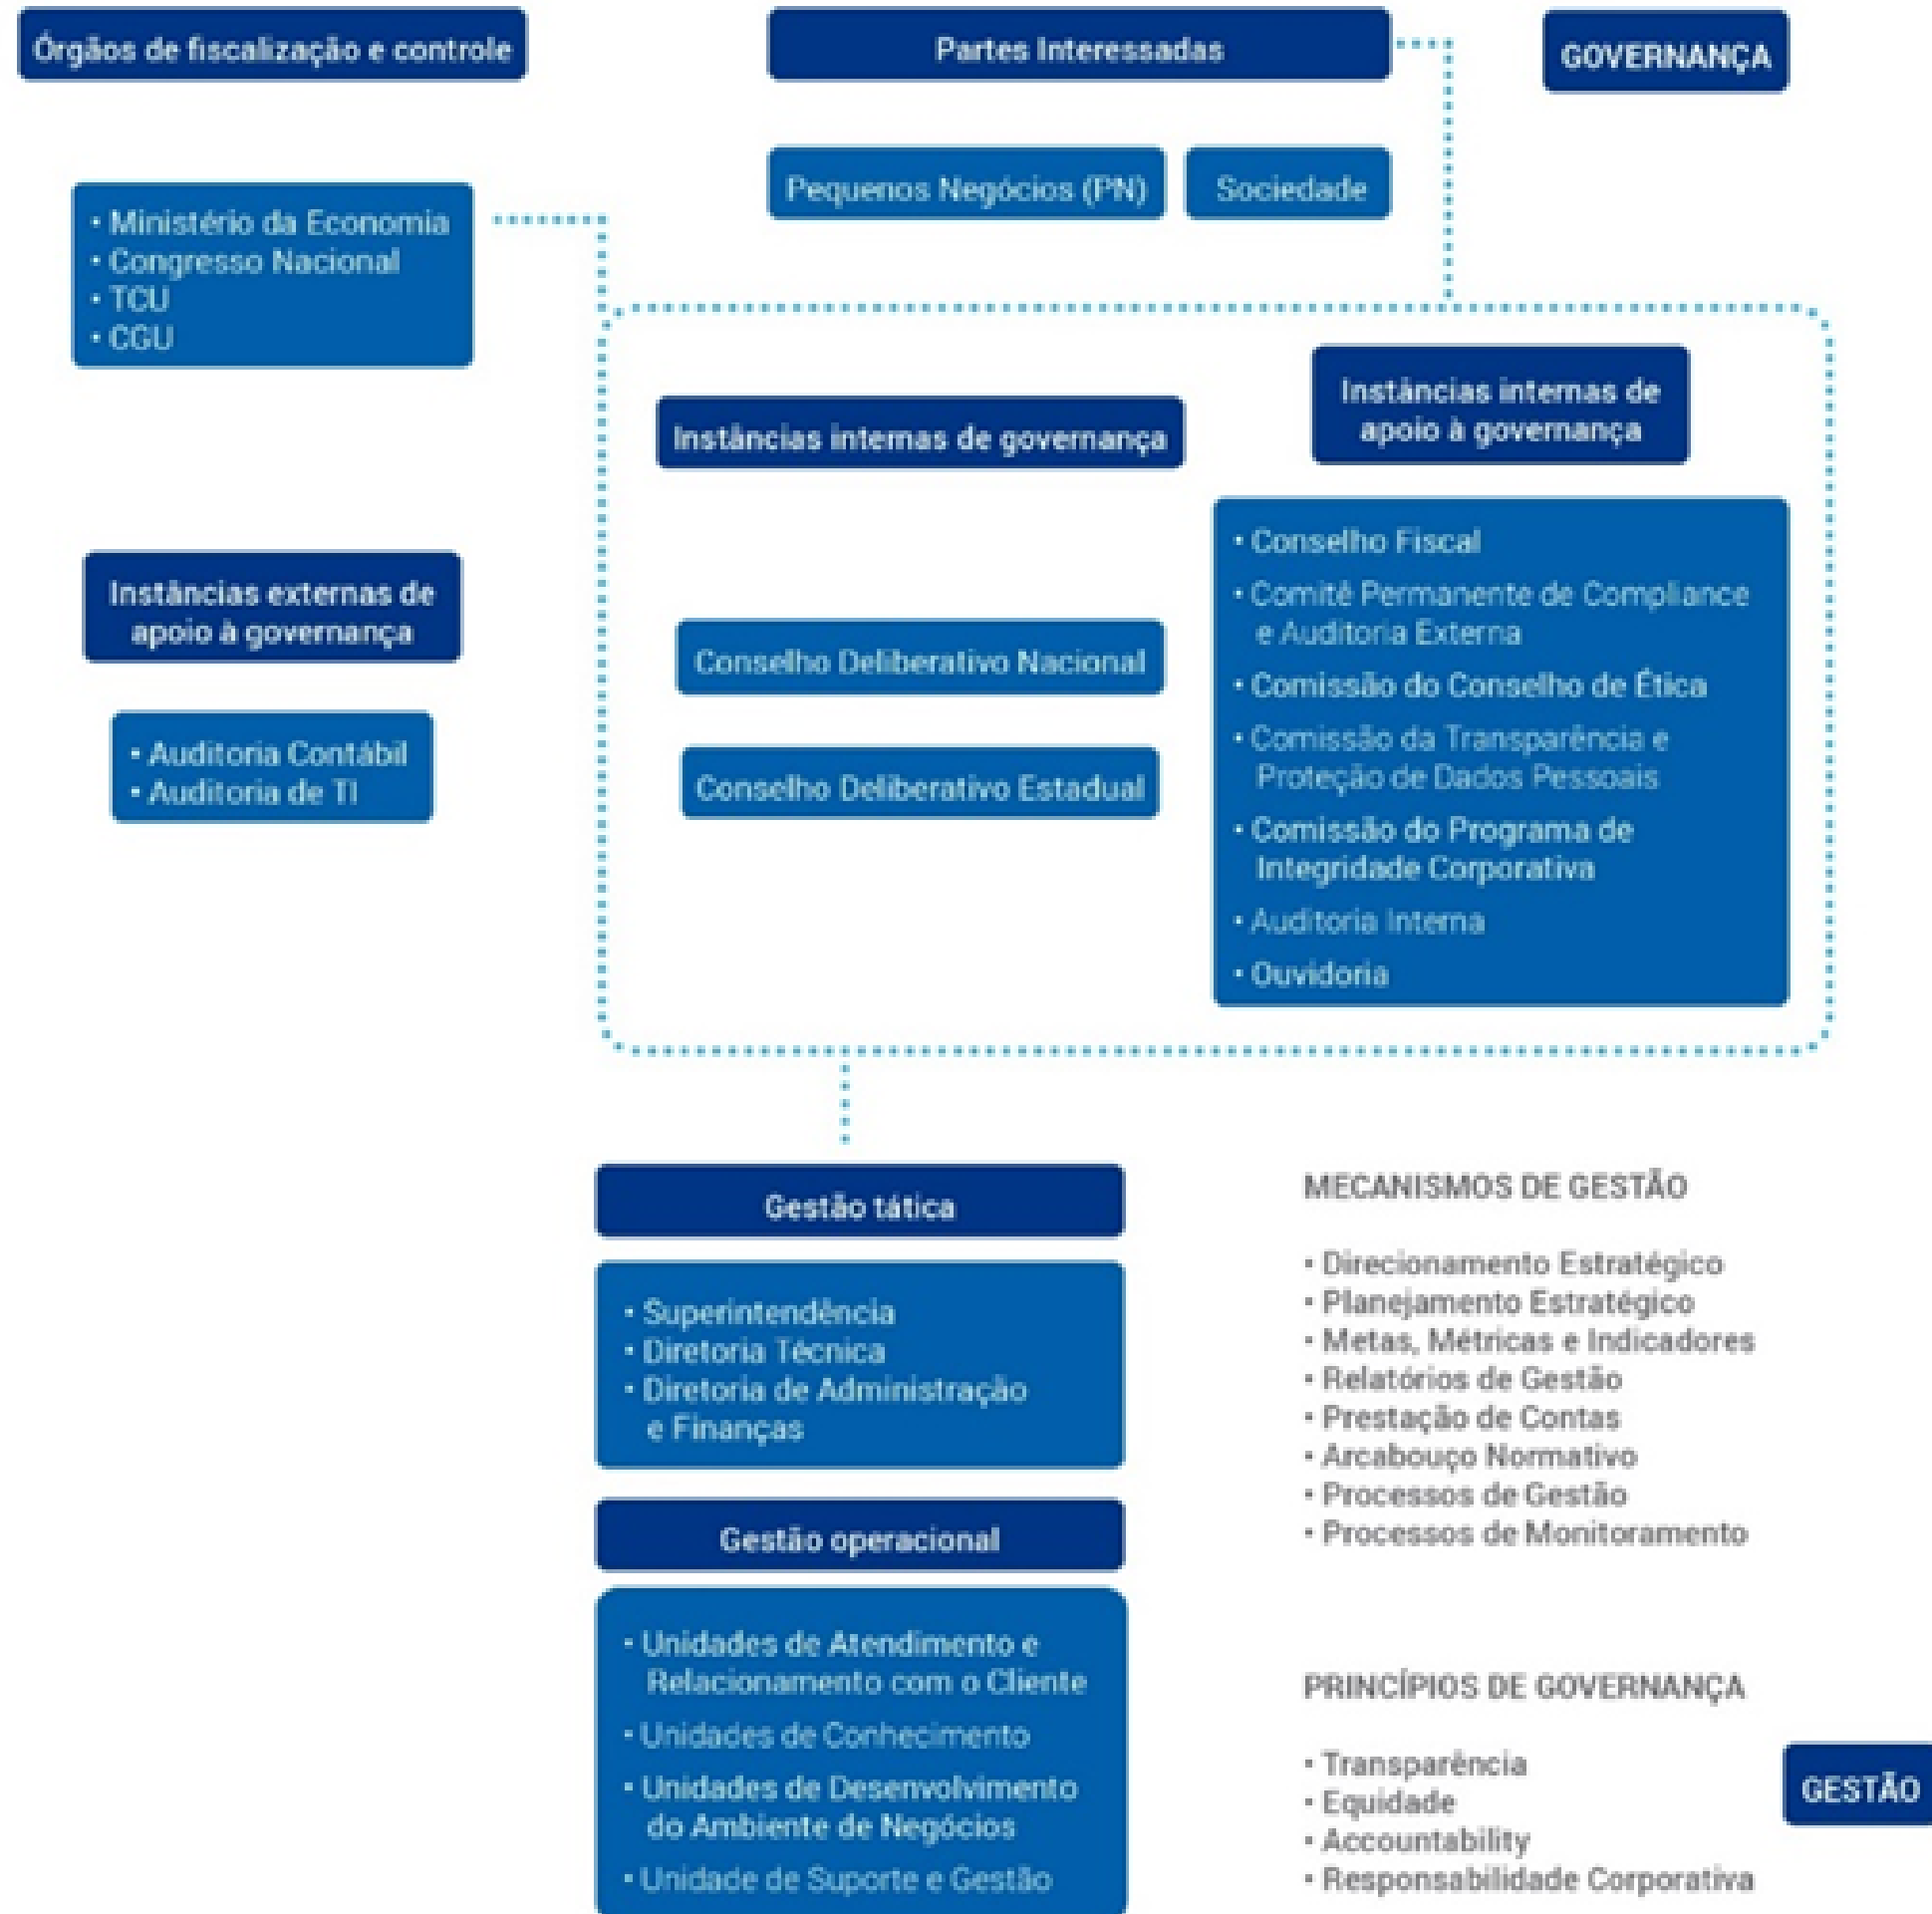 Órgãos de fiscalização e controle
Partes Interessadas
GOVERNANÇA
Pequenos Negócios (PN)
Sociedade
• Ministério da Economia
• Congresso Nacional
• TCU
• CGU
Instâncias internas de governança
Instâncias internas de
apoio à governança
Instâncias externas de
apoio à governança
• Auditoria Contábil
• Auditoria de TI
Conselho Deliberativo Nacional
Conselho Deliberativo Estadual
• Conselho Fiscal
• Comitê Permanente de Compliance
e Auditoria Externa
• Comissão do Conselho de Ética
• Comissão da Transparência e
Proteção de Dados Pessoais
• Comissão do Programa de
Integridade Corporativa
• Auditoria Interna
• Ouvidoria
Gestão tática
• Superintendência
• Diretoria Técnica
• Diretoria de Administração
e Finanças
Gestão operacional
• Unidades de Atendimento e
Relacionamento com o Cliente
• Unidades de Conhecimento
• Unidades de Desenvolvimento
do Ambiente de Negócios
• Unidade de Suporte e Gestão
MECANISMOS DE GESTÃO
• Direcionamento Estratégico
• Planejamento Estratégico
• Metas, Métricas e Indicadores
• Relatórios de Gestão
• Prestação de Contas
• Arcabouço Normativo
• Processos de Gestão
• Processos de Monitoramento
PRINCÍPIOS DE GOVERNANÇA
• Transparência
• Equidade
• Accountability
• Responsabilidade Corporativa
GESTÃO